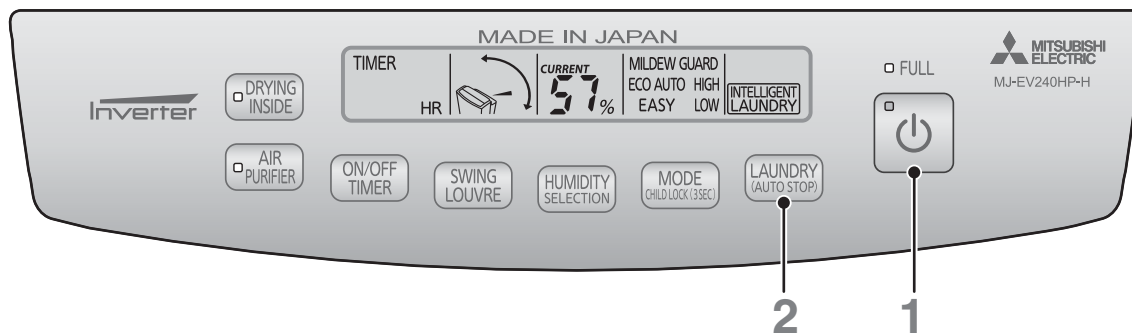 MADE IN JAPAN
MITSUBISHI
ELECTRIC
MJ-EV240HP-H
Inverter
DRYING
INSIDE
AIR
PURIFIER
TIMER
HR
CURRENT
57%
MILDEW GUARD
ECO AUTO HIGH
EASY LOW
INTELLIGENT
LAUNDRY
FULL
ON/OFF
TIMER
SWING
LOUVRE
HUMIDITY
SELECTION
MODE
CHILD LOCK (3SEC)
LAUNDRY
(AUTO STOP)
2
1